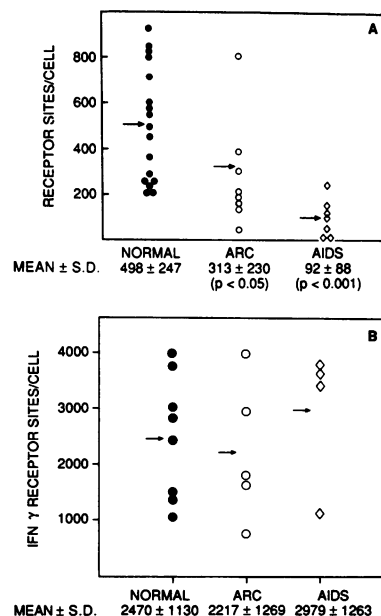 A
RECEPTOR SITES/CELL
800
600
400
200
NORMAL ARC AIDS
MEAN ± S.D. 498 ± 247 313 ± 230 92 ± 88
(p < 0.05) (p < 0.001)
B
IFN γ RECEPTOR SITES/CELL
4000
3000
2000
1000
NORMAL ARC AIDS
MEAN ± S.D. 2470 ± 1130 2217 ± 1269 2979 ± 1263